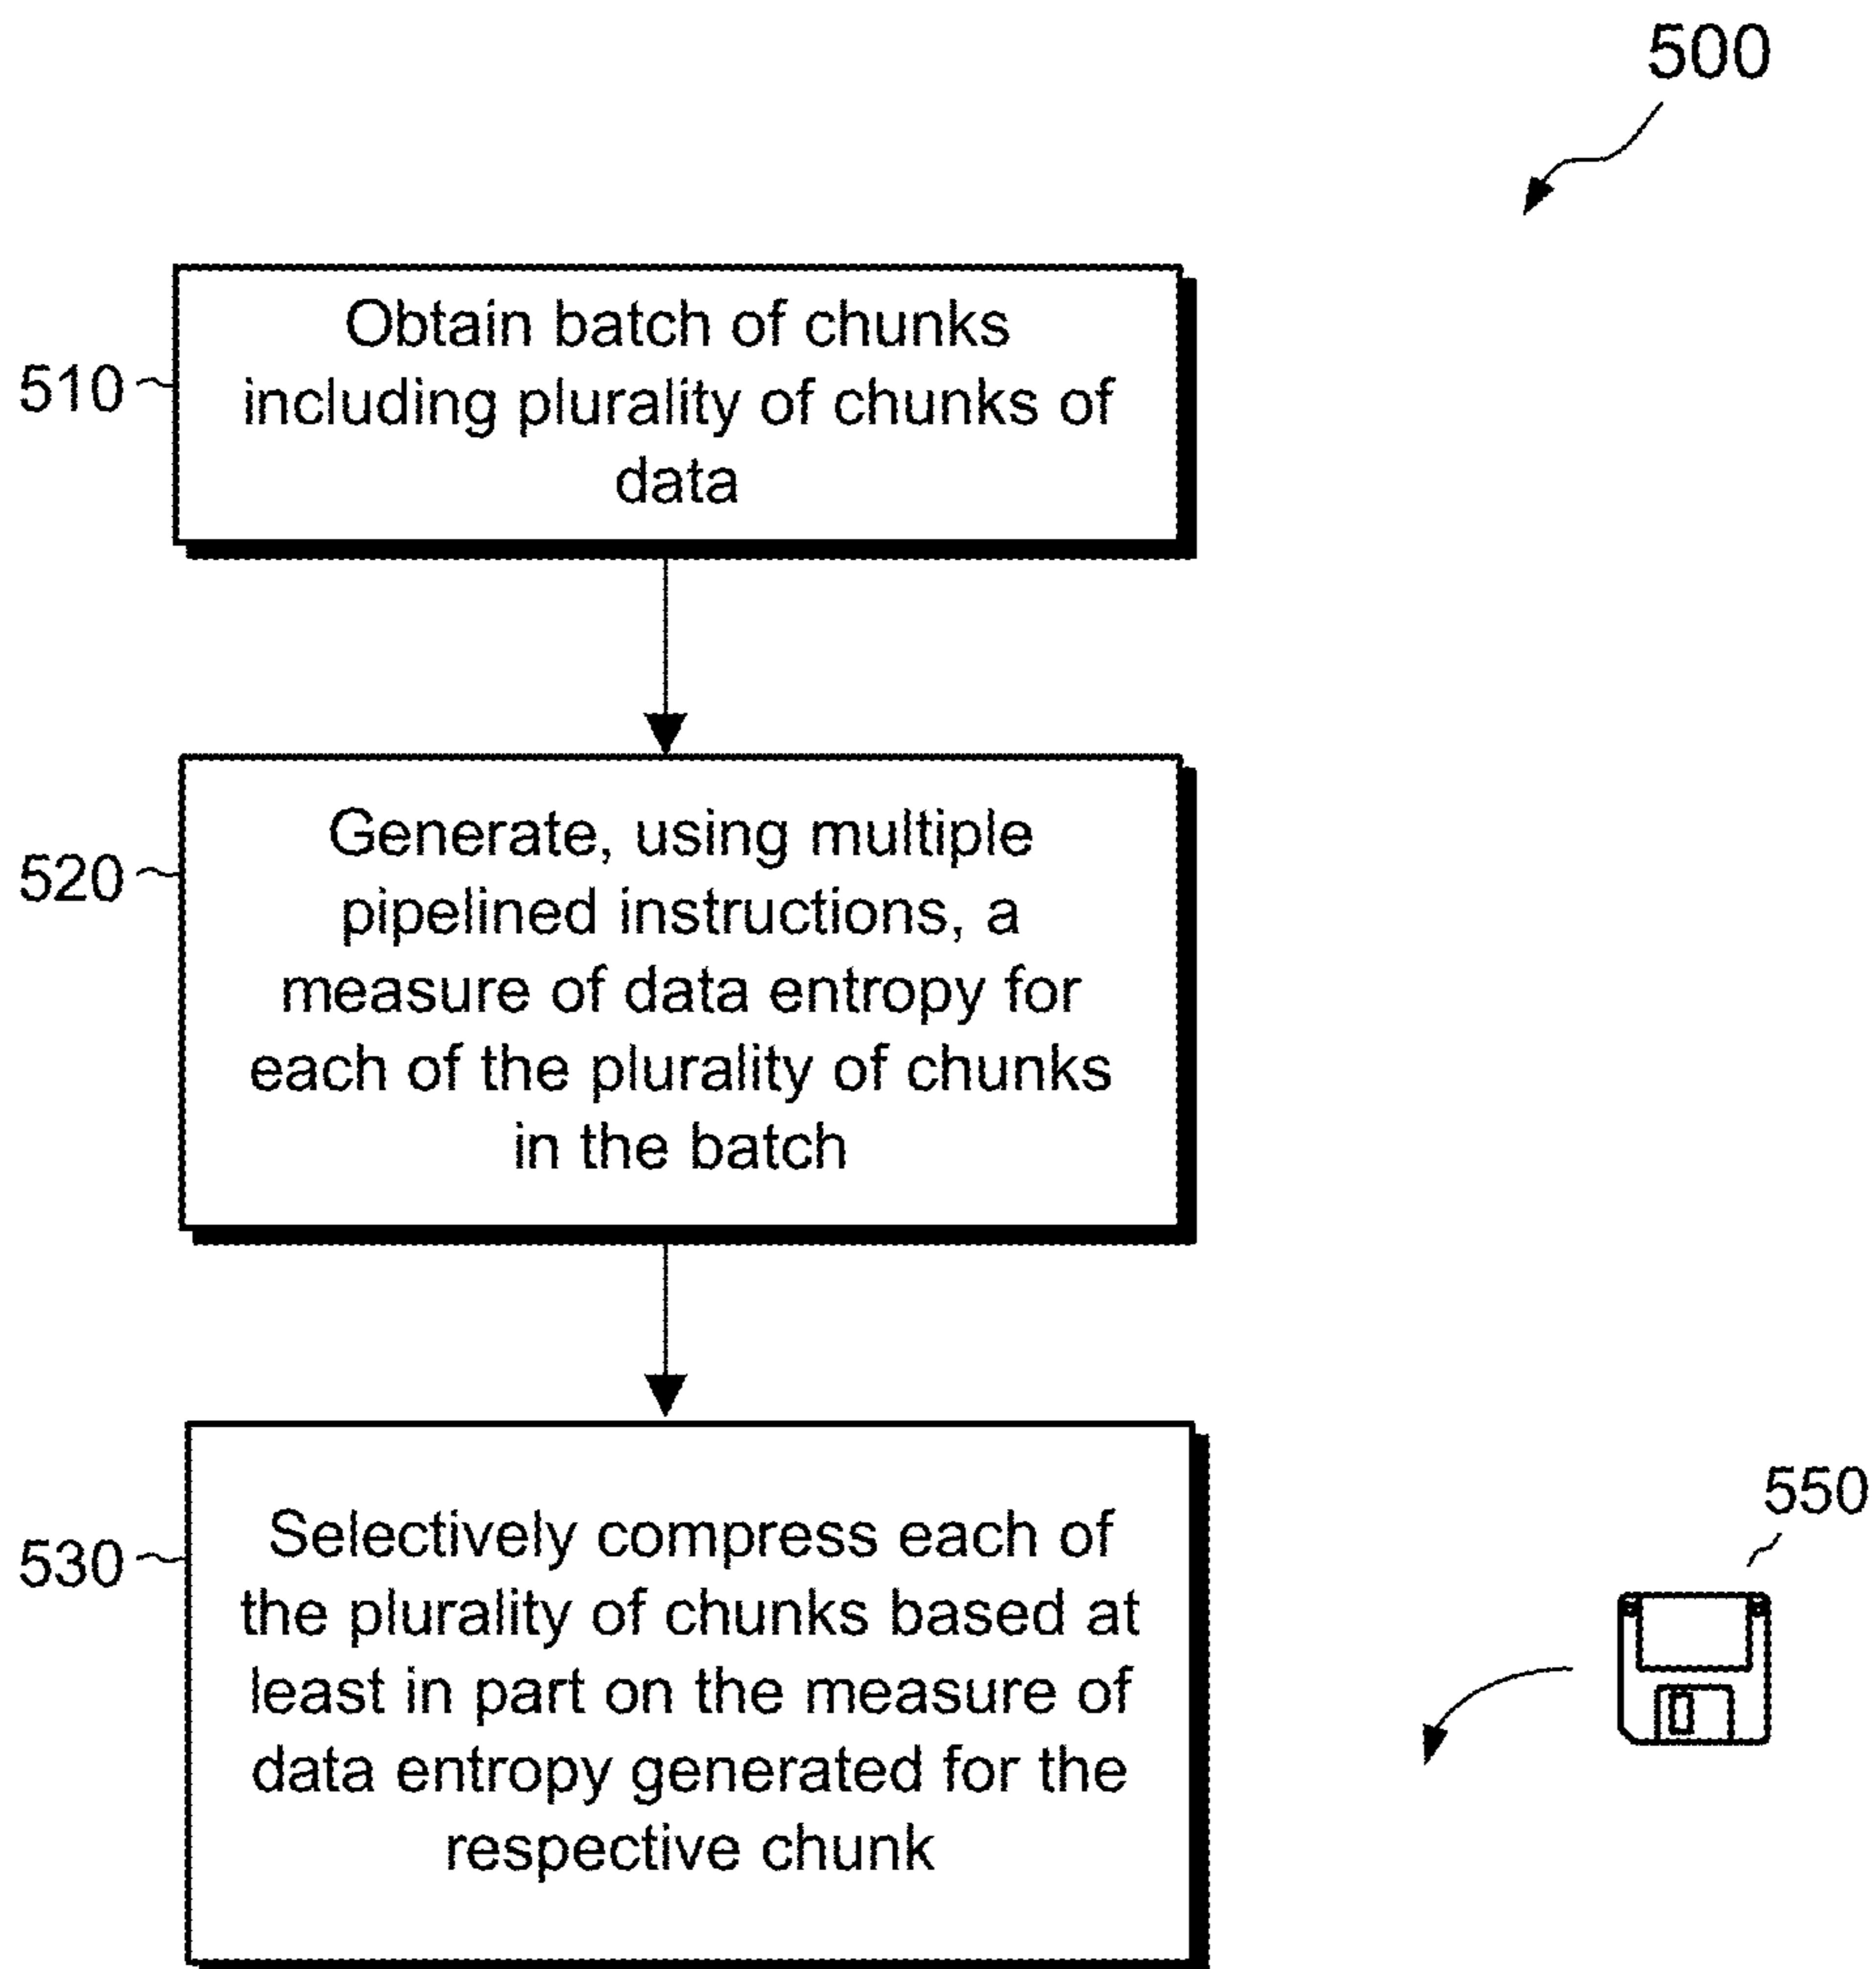 500
510
Obtain batch of chunks
including plurality of chunks of
data
520
Generate, using multiple
pipelined instructions, a
measure of data entropy for
each of the plurality of chunks
in the batch
530
Selectively compress each of
the plurality of chunks based at
least in part on the measure of
data entropy generated for the
respective chunk
550